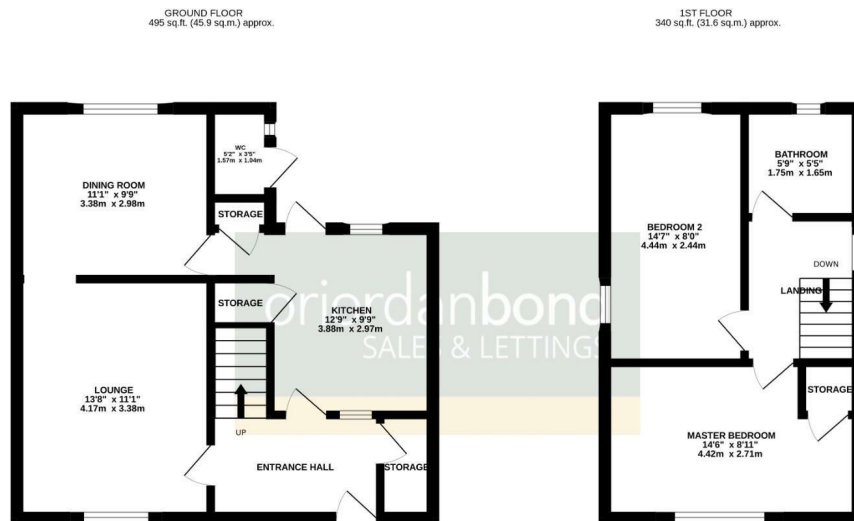 GROUND FLOOR
495 sq.ft. (45.9 sq.m.) approx.
1ST FLOOR
340 sq.ft. (31.6 sq.m.) approx.
WC
5'2" x 3'5"
1.57m x 1.04m
DINING ROOM
11'1" x 9'9"
3.38m x 2.98m
STORAGE
STORAGE
KITCHEN
12'9" x 9'9"
3.88m x 2.97m
LOUNGE
13'8" x 11'1"
4.17m x 3.38m
UP
ENTRANCE HALL
STORAGE
BATHROOM
5'9" x 5'5"
1.75m x 1.65m
BEDROOM 2
14'7" x 8'0"
4.44m x 2.44m
DOWN
LANDING
STORAGE
MASTER BEDROOM
14'6" x 8'11"
4.42m x 2.71m
oriordanbond
SALES & LETTINGS